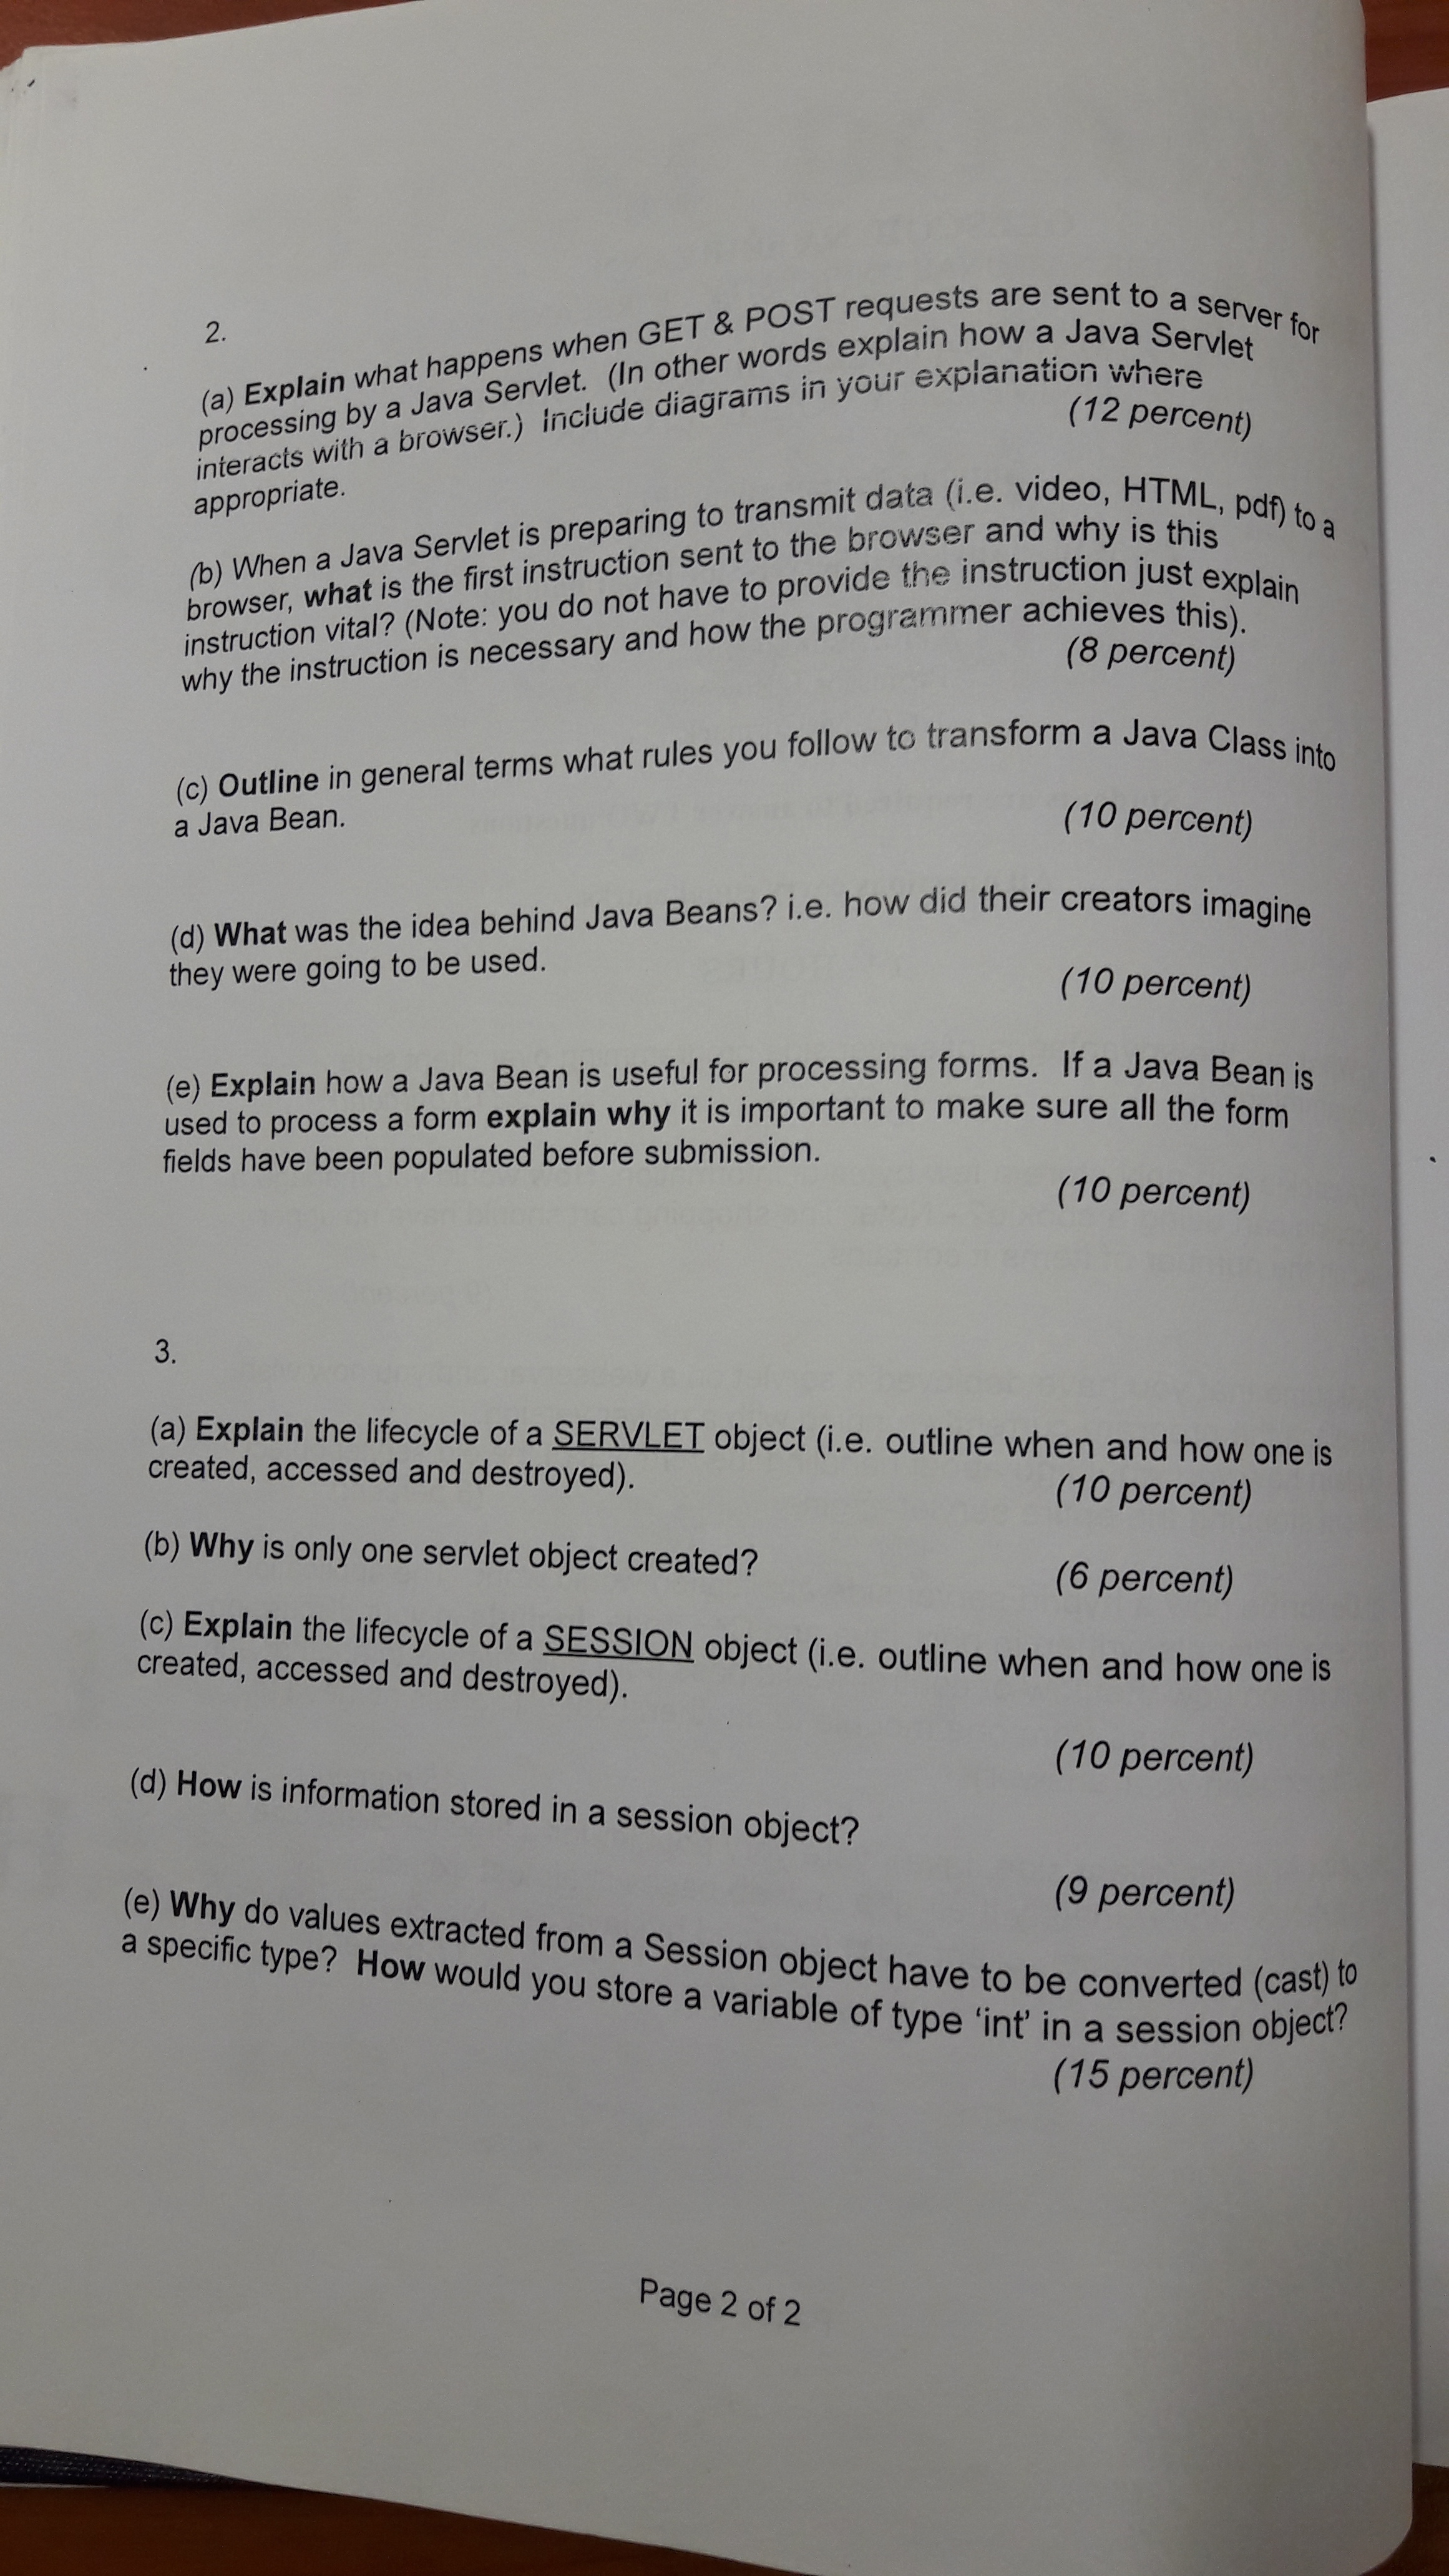 2.
(a) Explain what happens when GET & POST requests are sent to a server for
processing by a Java Servlet. (In other words explain how a Java Servlet
interacts with a browser.) Include diagrams in your explanation where
appropriate.
(12 percent)
(b) When a Java Servlet is preparing to transmit data (i.e. video, HTML, pdf) to a
browser, what is the first instruction sent to the browser and why is this
instruction vital? (Note: you do not have to provide the instruction just explain
why the instruction is necessary and how the programmer achieves this).
(8 percent)
(c) Outline in general terms what rules you follow to transform a Java Class into
a Java Bean.
(10 percent)
(d) What was the idea behind Java Beans? i.e. how did their creators imagine
they were going to be used.
(10 percent)
(e) Explain how a Java Bean is useful for processing forms. If a Java Bean is
used to process a form explain why it is important to make sure all the form
fields have been populated before submission.
(10 percent)
3.
(a) Explain the lifecycle of a SERVLET object (i.e. outline when and how one is
created, accessed and destroyed).
(10 percent)
(b) Why is only one servlet object created?
(6 percent)
(c) Explain the lifecycle of a SESSION object (i.e. outline when and how one is
created, accessed and destroyed).
(10 percent)
(d) How is information stored in a session object?
(9 percent)
(e) Why do values extracted from a Session object have to be converted (cast) to
a specific type? How would you store a variable of type ‘int’ in a session object?
(15 percent)
Page 2 of 2